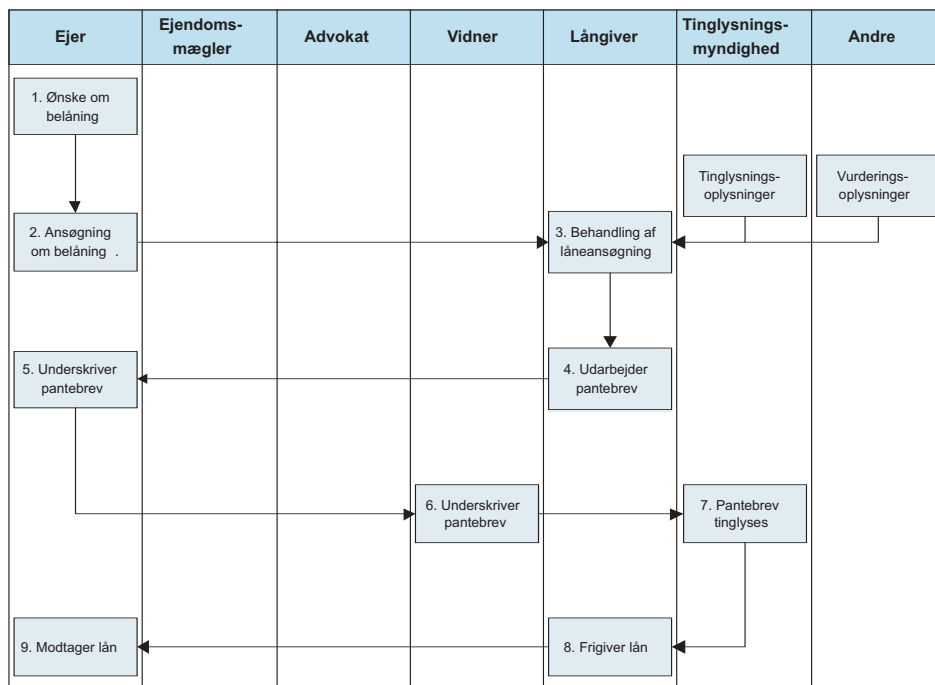 Ejer
Ejendoms-
mægler
Advokat
Vidner
Långiver
Tinglysnings-
myndighed
Andre
1. Ønske om
belåning
Tinglysnings-
oplysninger
Vurderings-
oplysninger
2. Ansøgning
om belåning .
3. Behandling af
låneansøgning
5. Underskriver
pantebrev
4. Udarbejder
pantebrev
6. Underskriver
pantebrev
7. Pantebrev
tinglyses
9. Modtager lån
8. Frigiver lån